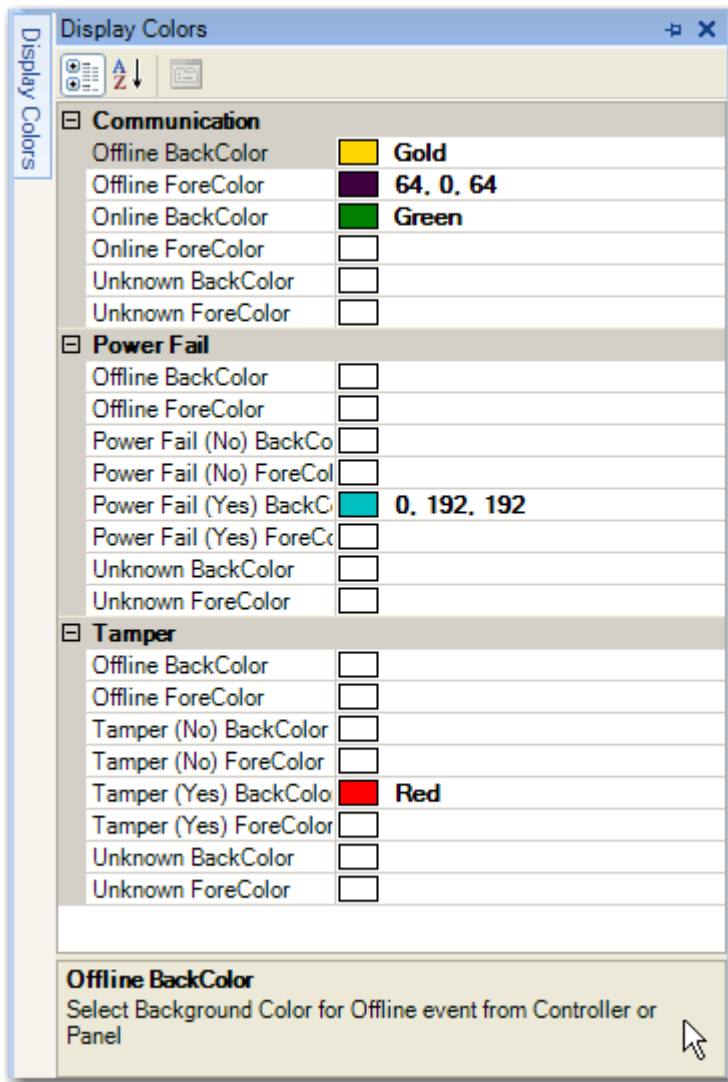 Display Colors
Display Colors
Communication
Offline BackColor Gold
Offline ForeColor 64, 0, 64
Online BackColor Green
Online ForeColor
Unknown BackColor
Unknown ForeColor
Power Fail
Offline BackColor
Offline ForeColor
Power Fail (No) BackCo
Power Fail (No) ForeCol
Power Fail (Yes) BackC 0, 192, 192
Power Fail (Yes) ForeCo
Unknown BackColor
Unknown ForeColor
Tamper
Offline BackColor
Offline ForeColor
Tamper (No) BackColor
Tamper (No) ForeColor
Tamper (Yes) BackColo Red
Tamper (Yes) ForeColor
Unknown BackColor
Unknown ForeColor
Offline BackColor
Select Background Color for Offline event from Controller or
Panel